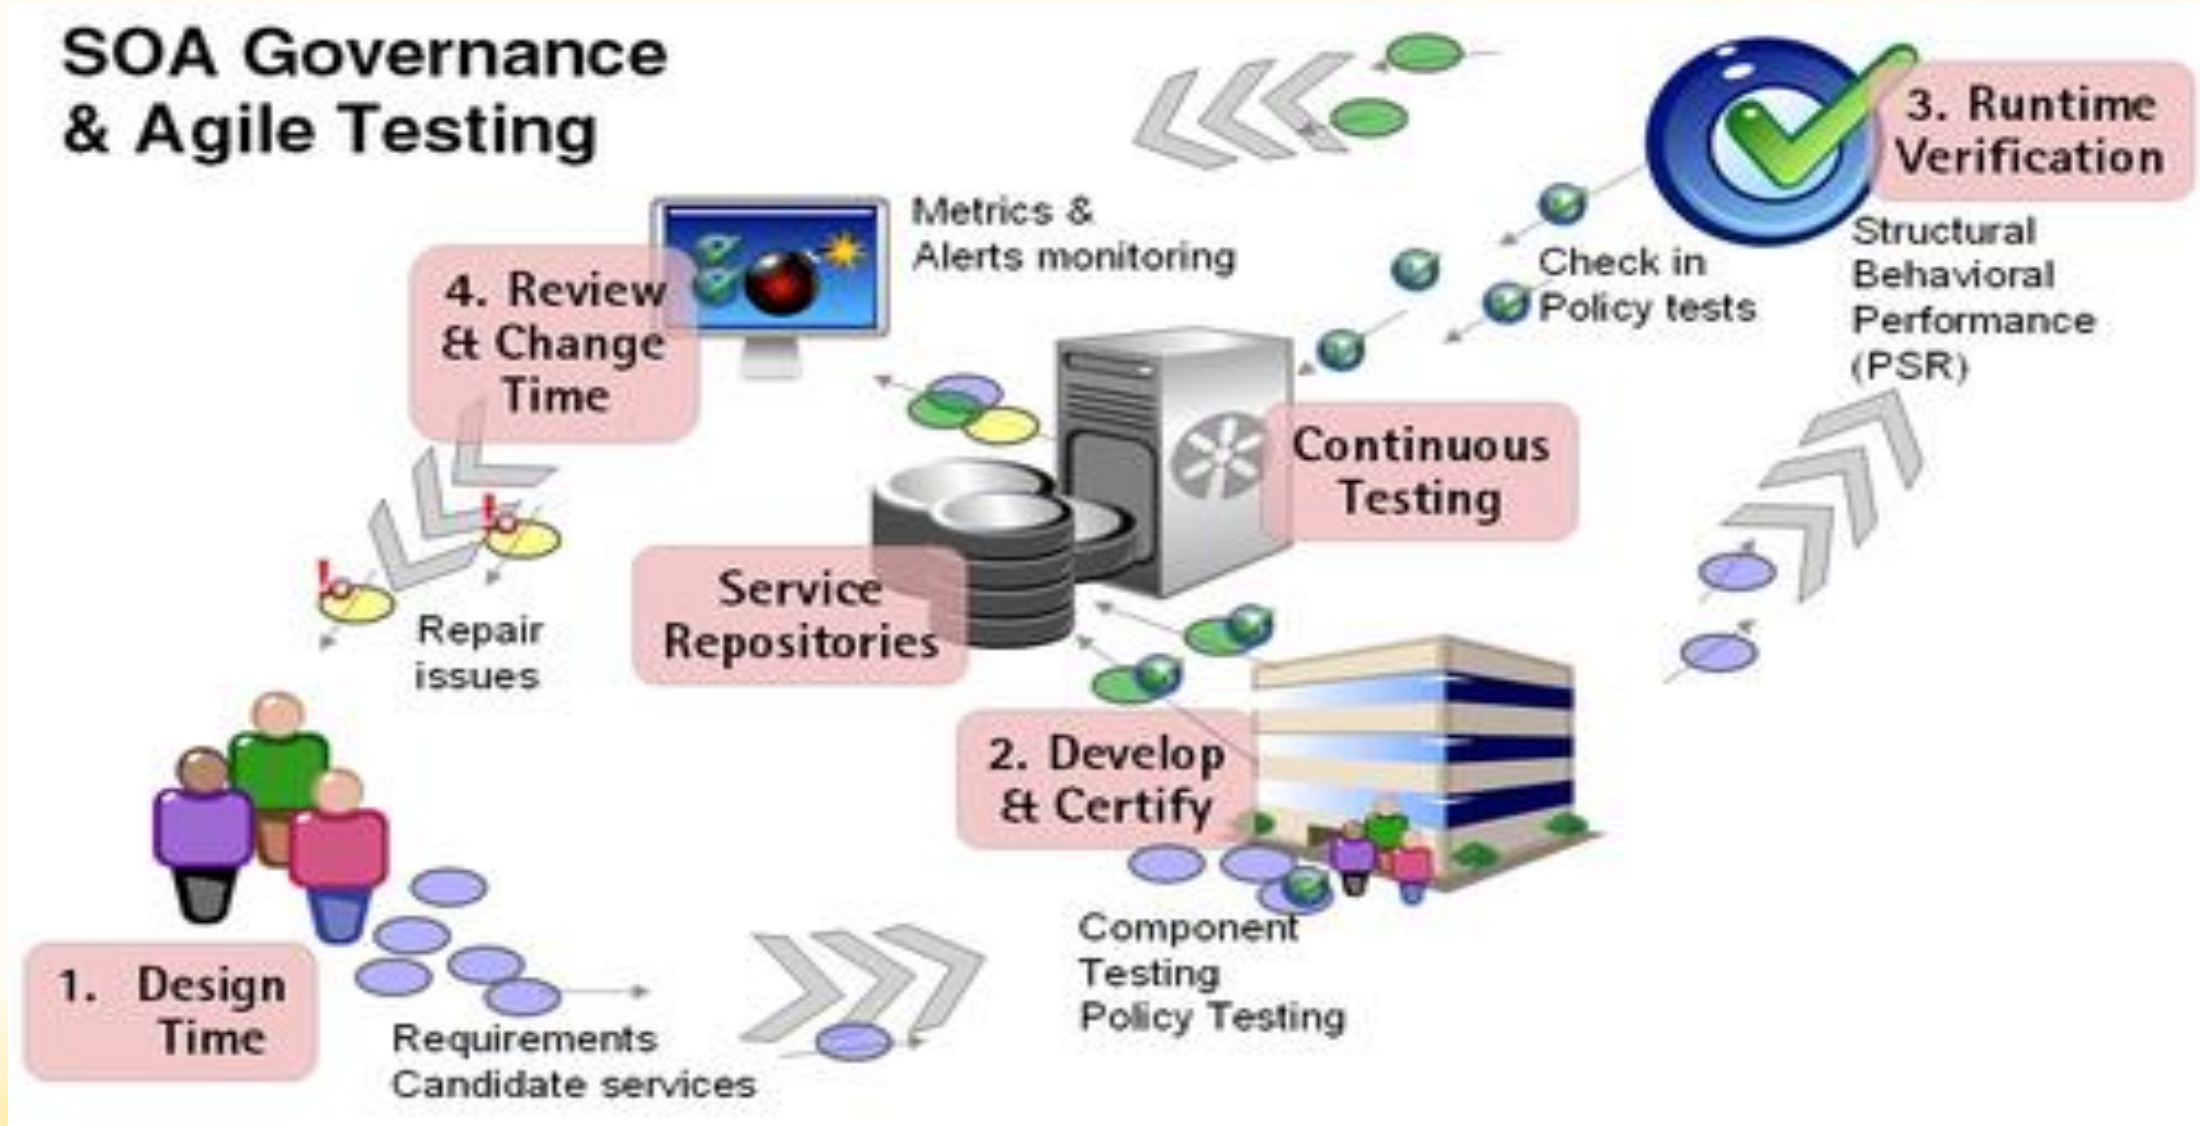 SOA Governance
& Agile Testing
3. Runtime
Verification
Structural
Behavioral
Performance
(PSR)
Check in
Policy tests
Metrics &
Alerts monitoring
4. Review
& Change
Time
Continuous
Testing
Service
Repositories
Repair
issues
2. Develop
& Certify
Component
Testing
Policy Testing
1. Design
Time
Requirements
Candidate services